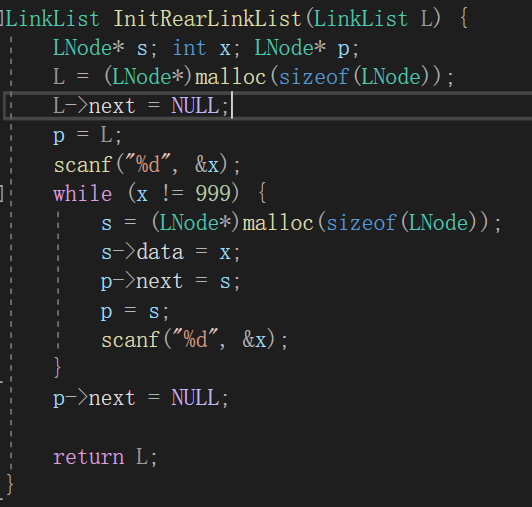 LinkList InitRearLinkList(LinkList L) {
    LNode* s; int x; LNode* p;
    L = (LNode*)malloc(sizeof(LNode));
    L->next = NULL;
    p = L;
    scanf("%d", &x);
    while (x != 999) {
        s = (LNode*)malloc(sizeof(LNode));
        s->data = x;
        p->next = s;
        p = s;
        scanf("%d", &x);
    }
    p->next = NULL;

    return L;
}